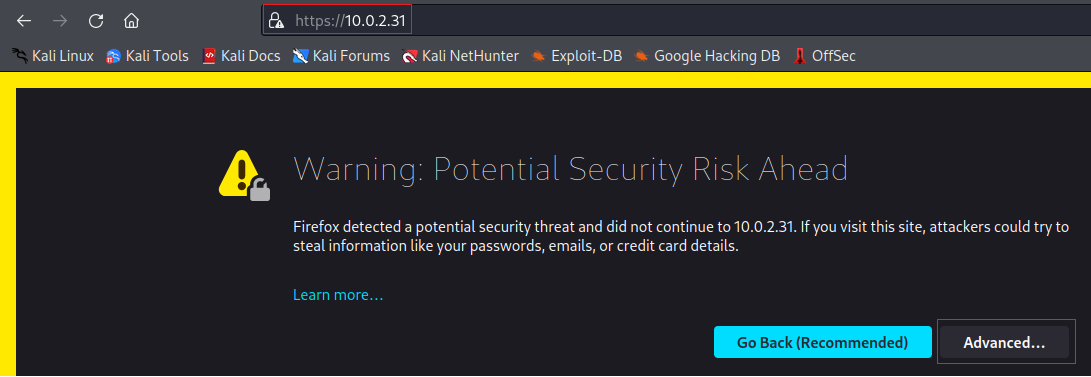 https://10.0.2.31
Kali Linux Kali Tools Kali Docs Kali Forums Kali NetHunter Exploit-DB Google Hacking DB OffSec
Warning: Potential Security Risk Ahead
Firefox detected a potential security threat and did not continue to 10.0.2.31. If you visit this site, attackers could try to
steal information like your passwords, emails, or credit card details.
Learn more…
Go Back (Recommended) Advanced…